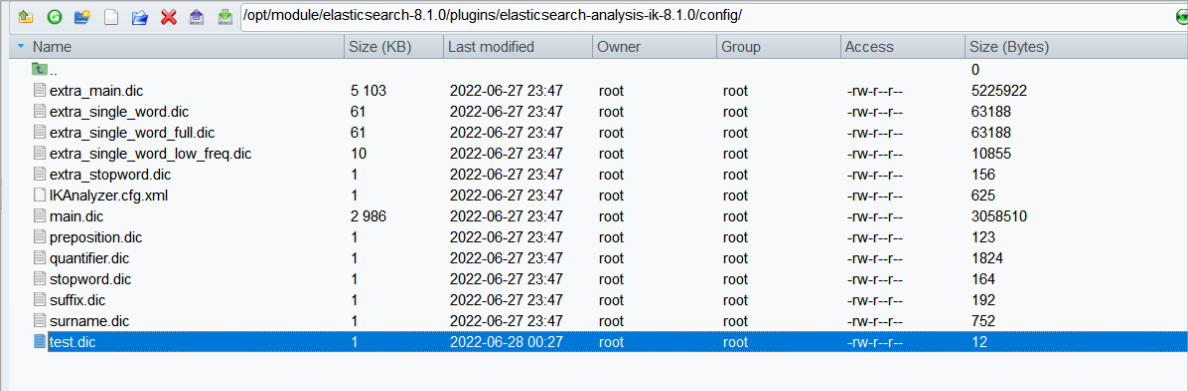 /opt/module/elasticsearch-8.1.0/plugins/elasticsearch-analysis-ik-8.1.0/config/
Name Size (KB) Last modified Owner Group Access Size (Bytes)
.. 0
extra_main.dic 5 103 2022-06-27 23:47 root root -rw-r--r-- 5225922
extra_single_word.dic 61 2022-06-27 23:47 root root -rw-r--r-- 63188
extra_single_word_full.dic 61 2022-06-27 23:47 root root -rw-r--r-- 63188
extra_single_word_low_freq.dic 10 2022-06-27 23:47 root root -rw-r--r-- 10855
extra_stopword.dic 1 2022-06-27 23:47 root root -rw-r--r-- 156
IKAnalyzer.cfg.xml 1 2022-06-27 23:47 root root -rw-r--r-- 625
main.dic 2 986 2022-06-27 23:47 root root -rw-r--r-- 3058510
preposition.dic 1 2022-06-27 23:47 root root -rw-r--r-- 123
quantifier.dic 1 2022-06-27 23:47 root root -rw-r--r-- 1824
stopword.dic 1 2022-06-27 23:47 root root -rw-r--r-- 164
suffix.dic 1 2022-06-27 23:47 root root -rw-r--r-- 192
surname.dic 1 2022-06-27 23:47 root root -rw-r--r-- 752
test.dic 1 2022-06-28 00:27 root root -rw-r--r-- 12